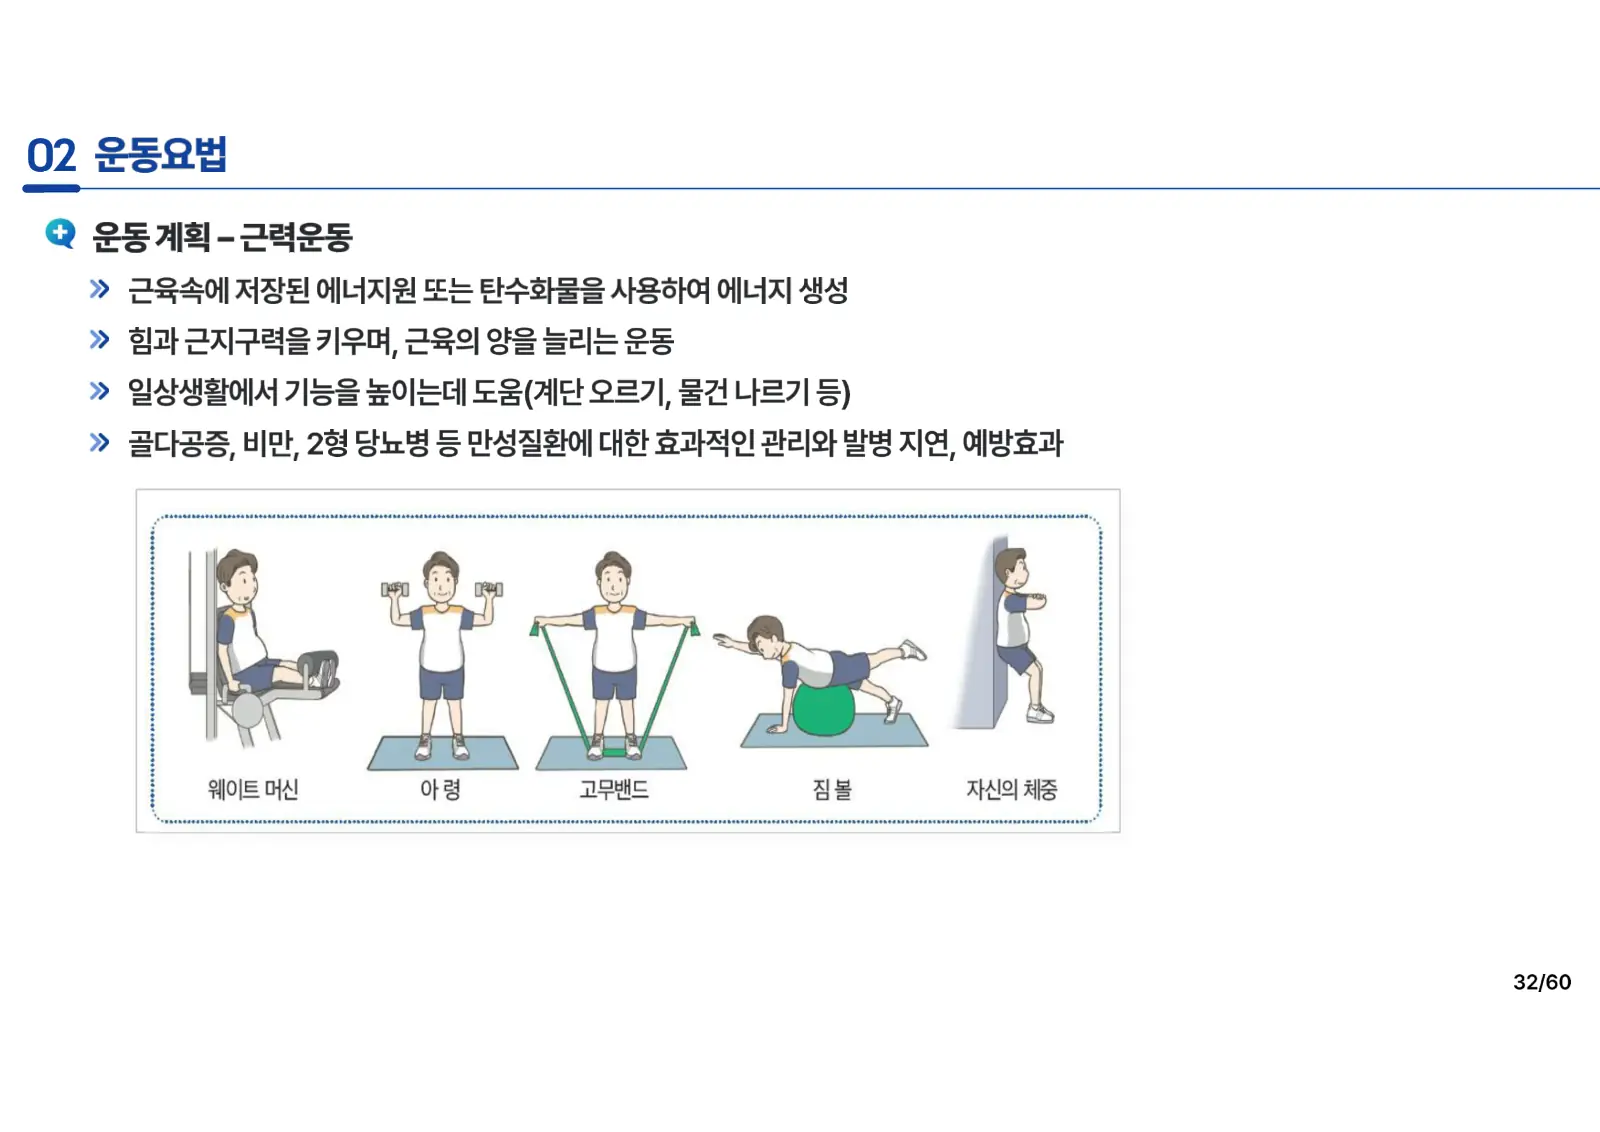 02 운동요법
운동 계획 – 근력운동
근육속에 저장된 에너지원 또는 탄수화물을 사용하여 에너지 생성
힘과 근지구력을 키우며, 근육의 양을 늘리는 운동
일상생활에서 기능을 높이는데 도움(계단 오르기, 물건 나르기 등)
골다공증, 비만, 2형 당뇨병 등 만성질환에 대한 효과적인 관리와 발병 지연, 예방효과
웨이트 머신
아 령
고무밴드
짐 볼
자신의 체중
32/60